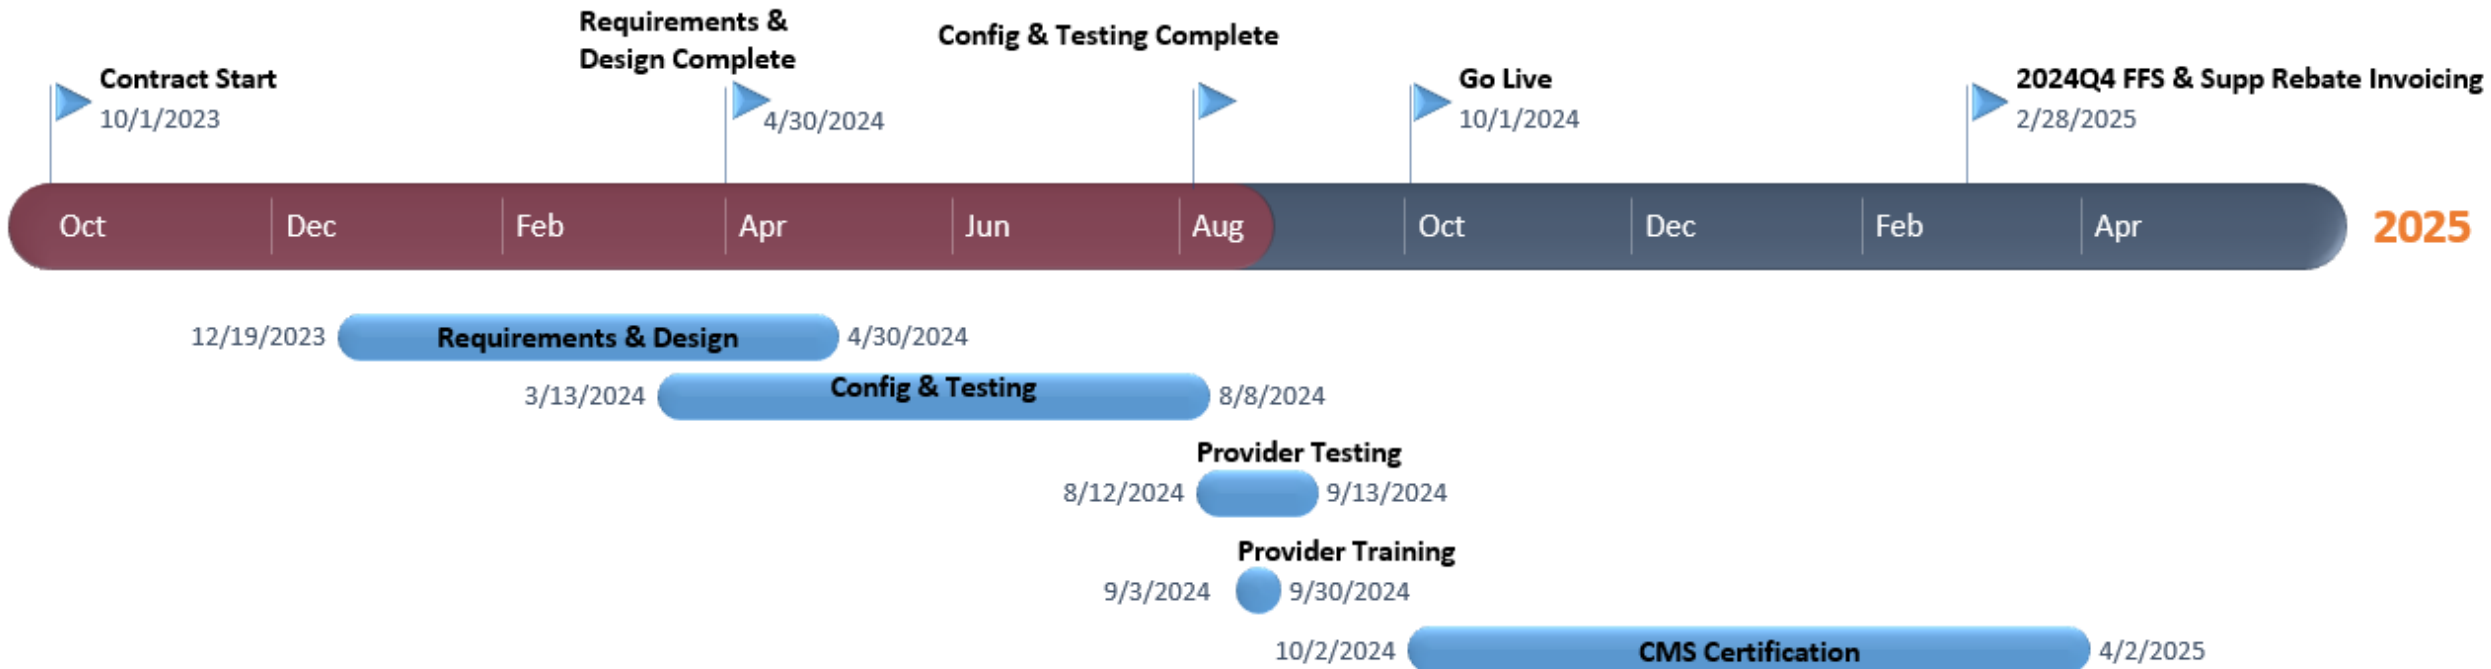 Requirements &
Design Complete
Config & Testing Complete
Contract Start
10/1/2023
4/30/2024
Go Live
10/1/2024
2024Q4 FFS & Supp Rebate Invoicing
2/28/2025
Oct Dec Feb Apr Jun Aug Oct Dec Feb Apr 2025
12/19/2023 Requirements & Design 4/30/2024
3/13/2024 Config & Testing 8/8/2024
Provider Testing
8/12/2024 9/13/2024
Provider Training
9/3/2024 9/30/2024
10/2/2024 CMS Certification 4/2/2025